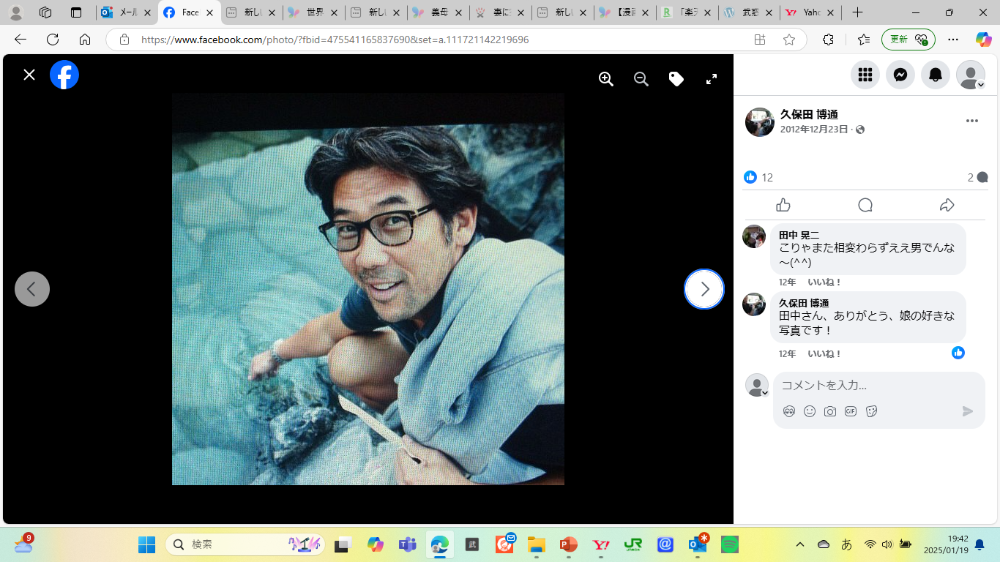 メール
Face
新しい
世界
新しい
義母
妻に
新しい
【漫画
「楽天
武惑
Yaho
https://www.facebook.com/photo/?fbid=475541165837690&set=a.111721142219696
更新
久保田 博通
2012年12月23日 ·
12
2
田中 晃二
こりゃまた相変わらずええ男でんな
～(^^)
12年 いいね！
久保田 博通
田中さん、ありがとう、娘の好きな
写真です！
12年 いいね！
コメントを入力...
GIF
9
検索
武
JR
あ
19:42
2025/01/19